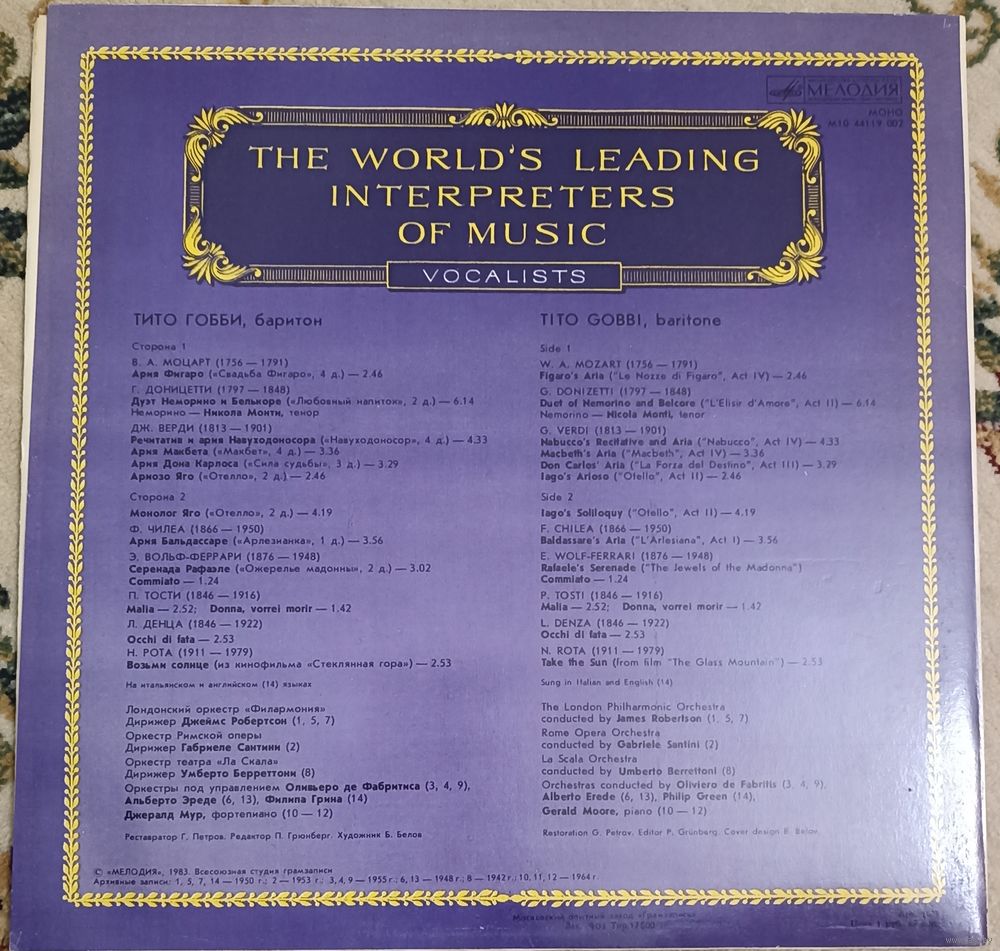 МЕЛОДИЯ
МОНО
М10 44119 002
THE WORLD'S LEADING
INTERPRETERS
OF MUSIC
VOCALISTS
ТИТО ГОББИ, баритон
Сторона 1
В. А. МОЦАРТ (1756 — 1791)
Ария Фигаро («Свадьба Фигаро», 4 д.) — 2.46
Г. ДОНИЦЕТТИ (1797 — 1848)
Дуэт Неморино и Белькоре («Любовный напиток», 2 д.) — 6.14
Неморино — Никола Монти, тенор
ДЖ. ВЕРДИ (1813 — 1901)
Речитатив и ария Навуходоносора («Навуходоносор», 4 д.) — 4.33
Ария Макбета («Макбет», 4 д.) — 3.36
Ария Дона Карлоса («Сила судьбы», 3 д.) — 3.29
Ариозо Яго («Отелло», 2 д.) — 2.46
Сторона 2
Монолог Яго («Отелло», 2 д.) — 4.19
Ф. ЧИЛЕА (1866 — 1950)
Ария Бальдассаре («Арлезианка», 1 д.) — 3.56
Э. ВОЛЬФ-ФЕРРАРИ (1876 — 1948)
Серенада Рафаэле («Ожерелье мадонны», 2 д.) — 3.02
Commiato — 1.24
П. ТОСТИ (1846 — 1916)
Malia — 2.52; Donna, vorrei morir — 1.42
Л. ДЕНЦА (1846 — 1922)
Occhi di fata — 2.53
Н. РОТА (1911 — 1979)
Возьми солнце (из кинофильма «Стеклянная гора») — 2.53
На итальянском и английском (14) языках
Лондонский оркестр «Филармония»
Дирижер Джеймс Робертсон (1, 5, 7)
Оркестр Римской оперы
Дирижер Габриеле Сантини (2)
Оркестр театра «Ла Скала»
Дирижер Умберто Берреттони (8)
Оркестры под управлением Оливьеро де Фабритиса (3, 4, 9),
Альберто Эреде (6, 13), Филипа Грина (14)
Джералд Мур, фортепиано (10 — 12)
Реставратор Г. Петров. Редактор П. Грюнберг. Художник Б. Белов
TITO GOBBI, baritone
Side 1
W. A. MOZART (1756 — 1791)
Figaro's Aria ("Le Nozze di Figaro", Act IV) — 2.46
G. DONIZETTI (1797 — 1848)
Duet of Nemorino and Belcore ("L'Elisir d'Amore", Act II) — 6.14
Nemorino — Nicola Monti, tenor
G. VERDI (1813 — 1901)
Nabucco's Recitative and Aria ("Nabucco", Act IV) — 4.33
Macbeth's Aria ("Macbeth", Act IV) — 3.36
Don Carlos' Aria ("La Forza del Destino", Act III) — 3.29
Iago's Arioso ("Otello", Act II) — 2.46
Side 2
Iago's Soliloquy ("Otello", Act II) — 4.19
F. CHILEA (1866 — 1950)
Baldassare's Aria ("L'Arlesiana", Act I) — 3.56
E. WOLF-FERRARI (1876 — 1948)
Rafaele's Serenade ("The Jewels of the Madonna")
Commiato — 1.24
P. TOSTI (1846 — 1916)
Malia — 2.52; Donna, vorrei morir — 1.42
L. DENZA (1846 — 1922)
Occhi di fata — 2.53
N. ROTA (1911 — 1979)
Take the Sun (from film "The Glass Mountain") — 2.53
Sung in Italian and English (14)
The London Philharmonic Orchestra
conducted by James Robertson (1, 5, 7)
Rome Opera Orchestra
conducted by Gabriele Santini (2)
La Scala Orchestra
conducted by Umberto Berrettoni (8)
Orchestras conducted by Oliviero de Fabritis (3, 4, 9),
Alberto Erede (6, 13), Philip Green (14),
Gerald Moore, piano (10 — 12)
Restoration G. Petrov. Editor P. Grünberg. Cover design B. Belov
© «МЕЛОДИЯ», 1983. Всесоюзная студия грамзаписи
Архивные записи: 1, 5, 7, 14 — 1950 г.; 2 — 1953 г.; 3, 4, 9 — 1955 г.; 6, 13 — 1948 г.; 8 — 1942 г.; 10, 11, 12 — 1964 г.
Московский опытный завод «Грамзапись»